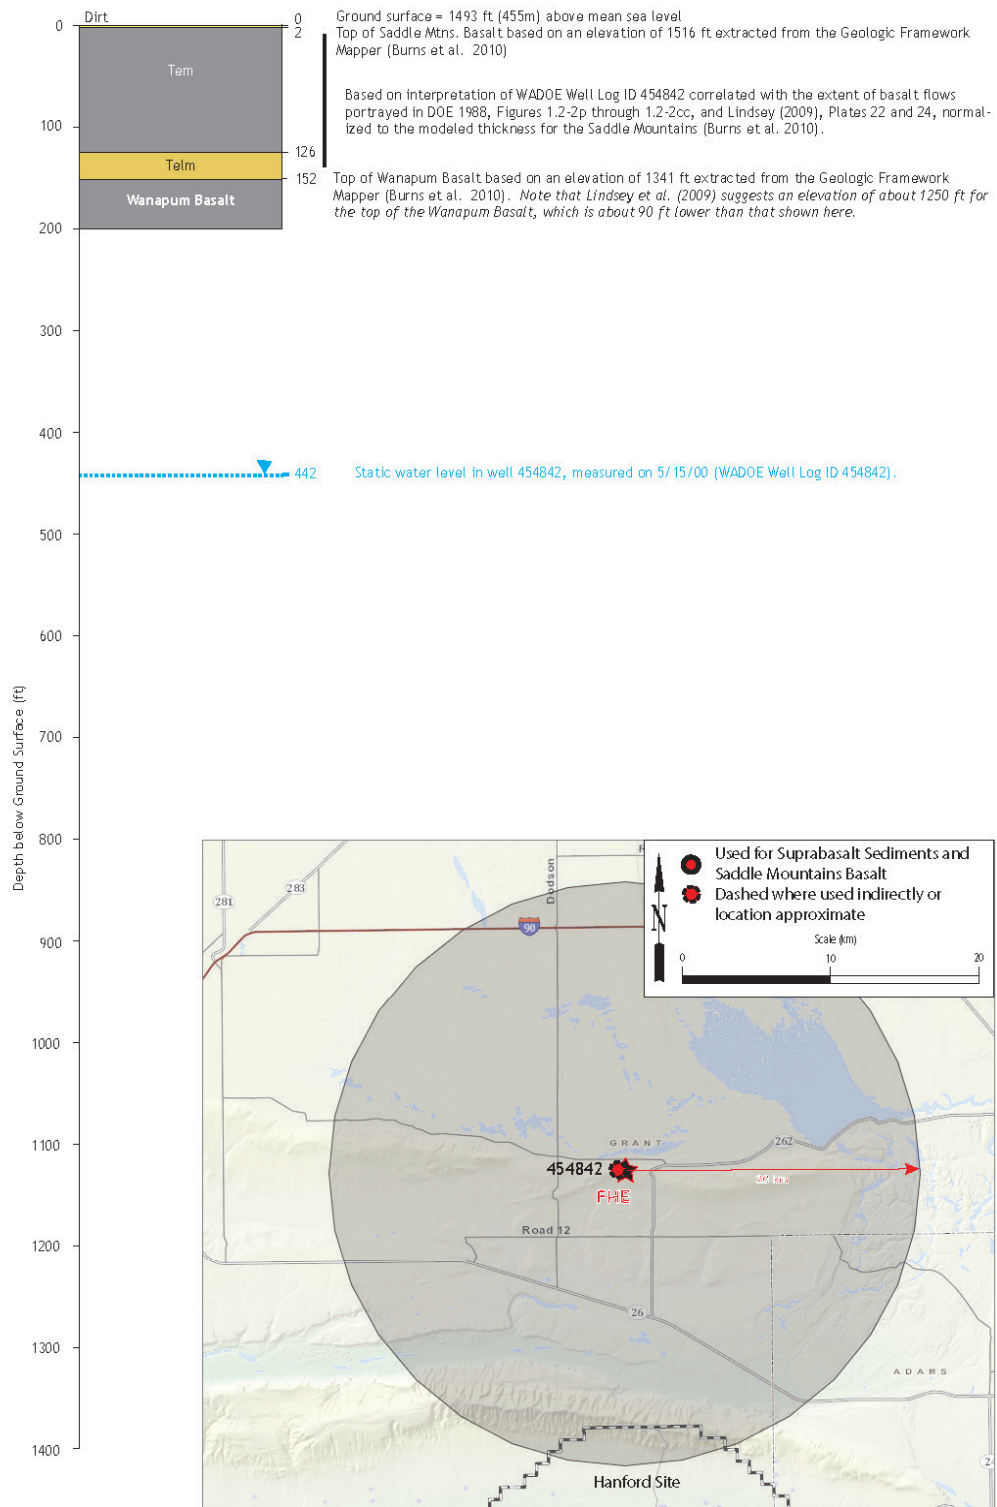 Dirt
0
Ground surface = 1493 ft (455m) above mean sea level
0
2
Top of Saddle Mtns. Basalt based on an elevation of 1516 ft extracted from the Geologic Framework
Mapper (Burns et al. 2010)
Tem
Based on interpretation of WADOE Well Log ID 454842 correlated with the extent of basalt flows
portrayed in DOE 1988, Figures 1.2-2p through 1.2-2cc, and Lindsey (2009), Plates 22 and 24, normal-
ized to the modeled thickness for the Saddle Mountains (Burns et al. 2010).
100
126
Telm
152
Top of Wanapum Basalt based on an elevation of 1341 ft extracted from the Geologic Framework
Mapper (Burns et al. 2010). Note that Lindsey et al. (2009) suggests an elevation of about 1250 ft for
the top of the Wanapum Basalt, which is about 90 ft lower than that shown here.
Wanapum Basalt
200
300
400
442
Static water level in well 454842, measured on 5/15/00 (WADOE Well Log ID 454842).
500
600
Depth below Ground Surface (ft)
700
800
900
1000
1100
1200
1300
1400
Used for Suprabasalt Sediments and
Saddle Mountains Basalt
Dashed where used indirectly or
location approximate
N
Scale (km)
0
10
20
R
Dodson
283
281
90
GRANT
262
454842
20 km
FHE
Road 12
26
ADAMS
24
Hanford Site